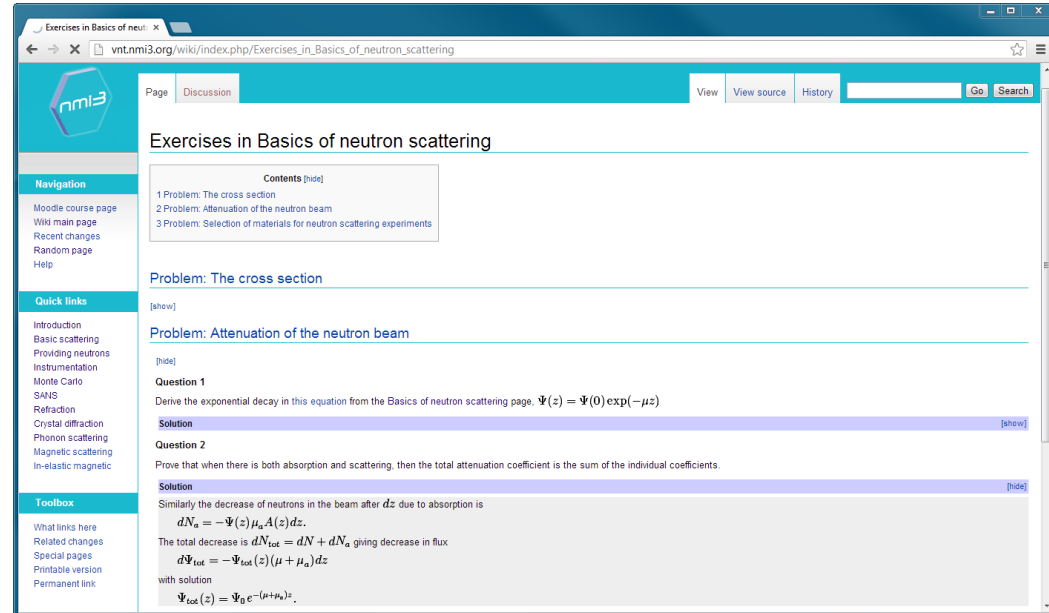 Exercises in Basics of neut
vnt.nmi3.org/wiki/index.php/Exercises_in_Basics_of_neutron_scattering
nmi3
Page Discussion View View source History Go Search
Exercises in Basics of neutron scattering
Contents [hide]
1 Problem: The cross section
2 Problem: Attenuation of the neutron beam
3 Problem: Selection of materials for neutron scattering experiments
Navigation
Moodle course page
Wiki main page
Recent changes
Random page
Help
Quick links
Introduction
Basic scattering
Providing neutrons
Instrumentation
Monte Carlo
SANS
Refraction
Crystal diffraction
Phonon scattering
Magnetic scattering
In-elastic magnetic
Toolbox
What links here
Related changes
Special pages
Printable version
Permanent link
Problem: The cross section
[show]
Problem: Attenuation of the neutron beam
[hide]
Question 1
Derive the exponential decay in this equation from the Basics of neutron scattering page, Ψ(z) = Ψ(0) exp(−μz)
Solution [show]
Question 2
Prove that when there is both absorption and scattering, then the total attenuation coefficient is the sum of the individual coefficients.
Solution [hide]
Similarly the decrease of neutrons in the beam after dz due to absorption is
dNₐ = −Ψ(z)μₐA(z)dz.
The total decrease is dN_tot = dN + dNₐ giving decrease in flux
dΨ_tot = −Ψ_tot(z)(μ + μₐ)dz
with solution
Ψ_tot(z) = Ψ₀e^{−(μ+μₐ)z}.